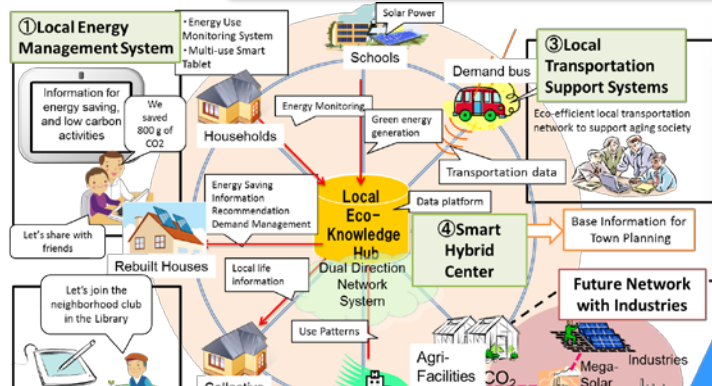 ①Local Energy
Management System
・Energy Use
Monitoring System
・Multi-use Smart
Tablet
Information for
energy saving,
and low carbon
activities
We
saved
800 g of
CO2
Let's share with
friends
Solar Power
Schools
Demand bus
③Local
Transportation
Support Systems
Eco-efficient local transportation
network to support aging society
Households
Energy Monitoring
Green energy
generation
Transportation data
Energy Saving
Information
Recommendation
Demand Management
Local
Eco-
Knowledge
Hub
Data platform
Dual Direction
Network
System
④Smart
Hybrid
Center
Base Information for
Town Planning
Rebuilt Houses
Local life
information
Use Patterns
Let's join the
neighborhood club
in the Library
Future Network
with Industries
Agri-
Facilities
CO2
Mega-
Solar
Industries